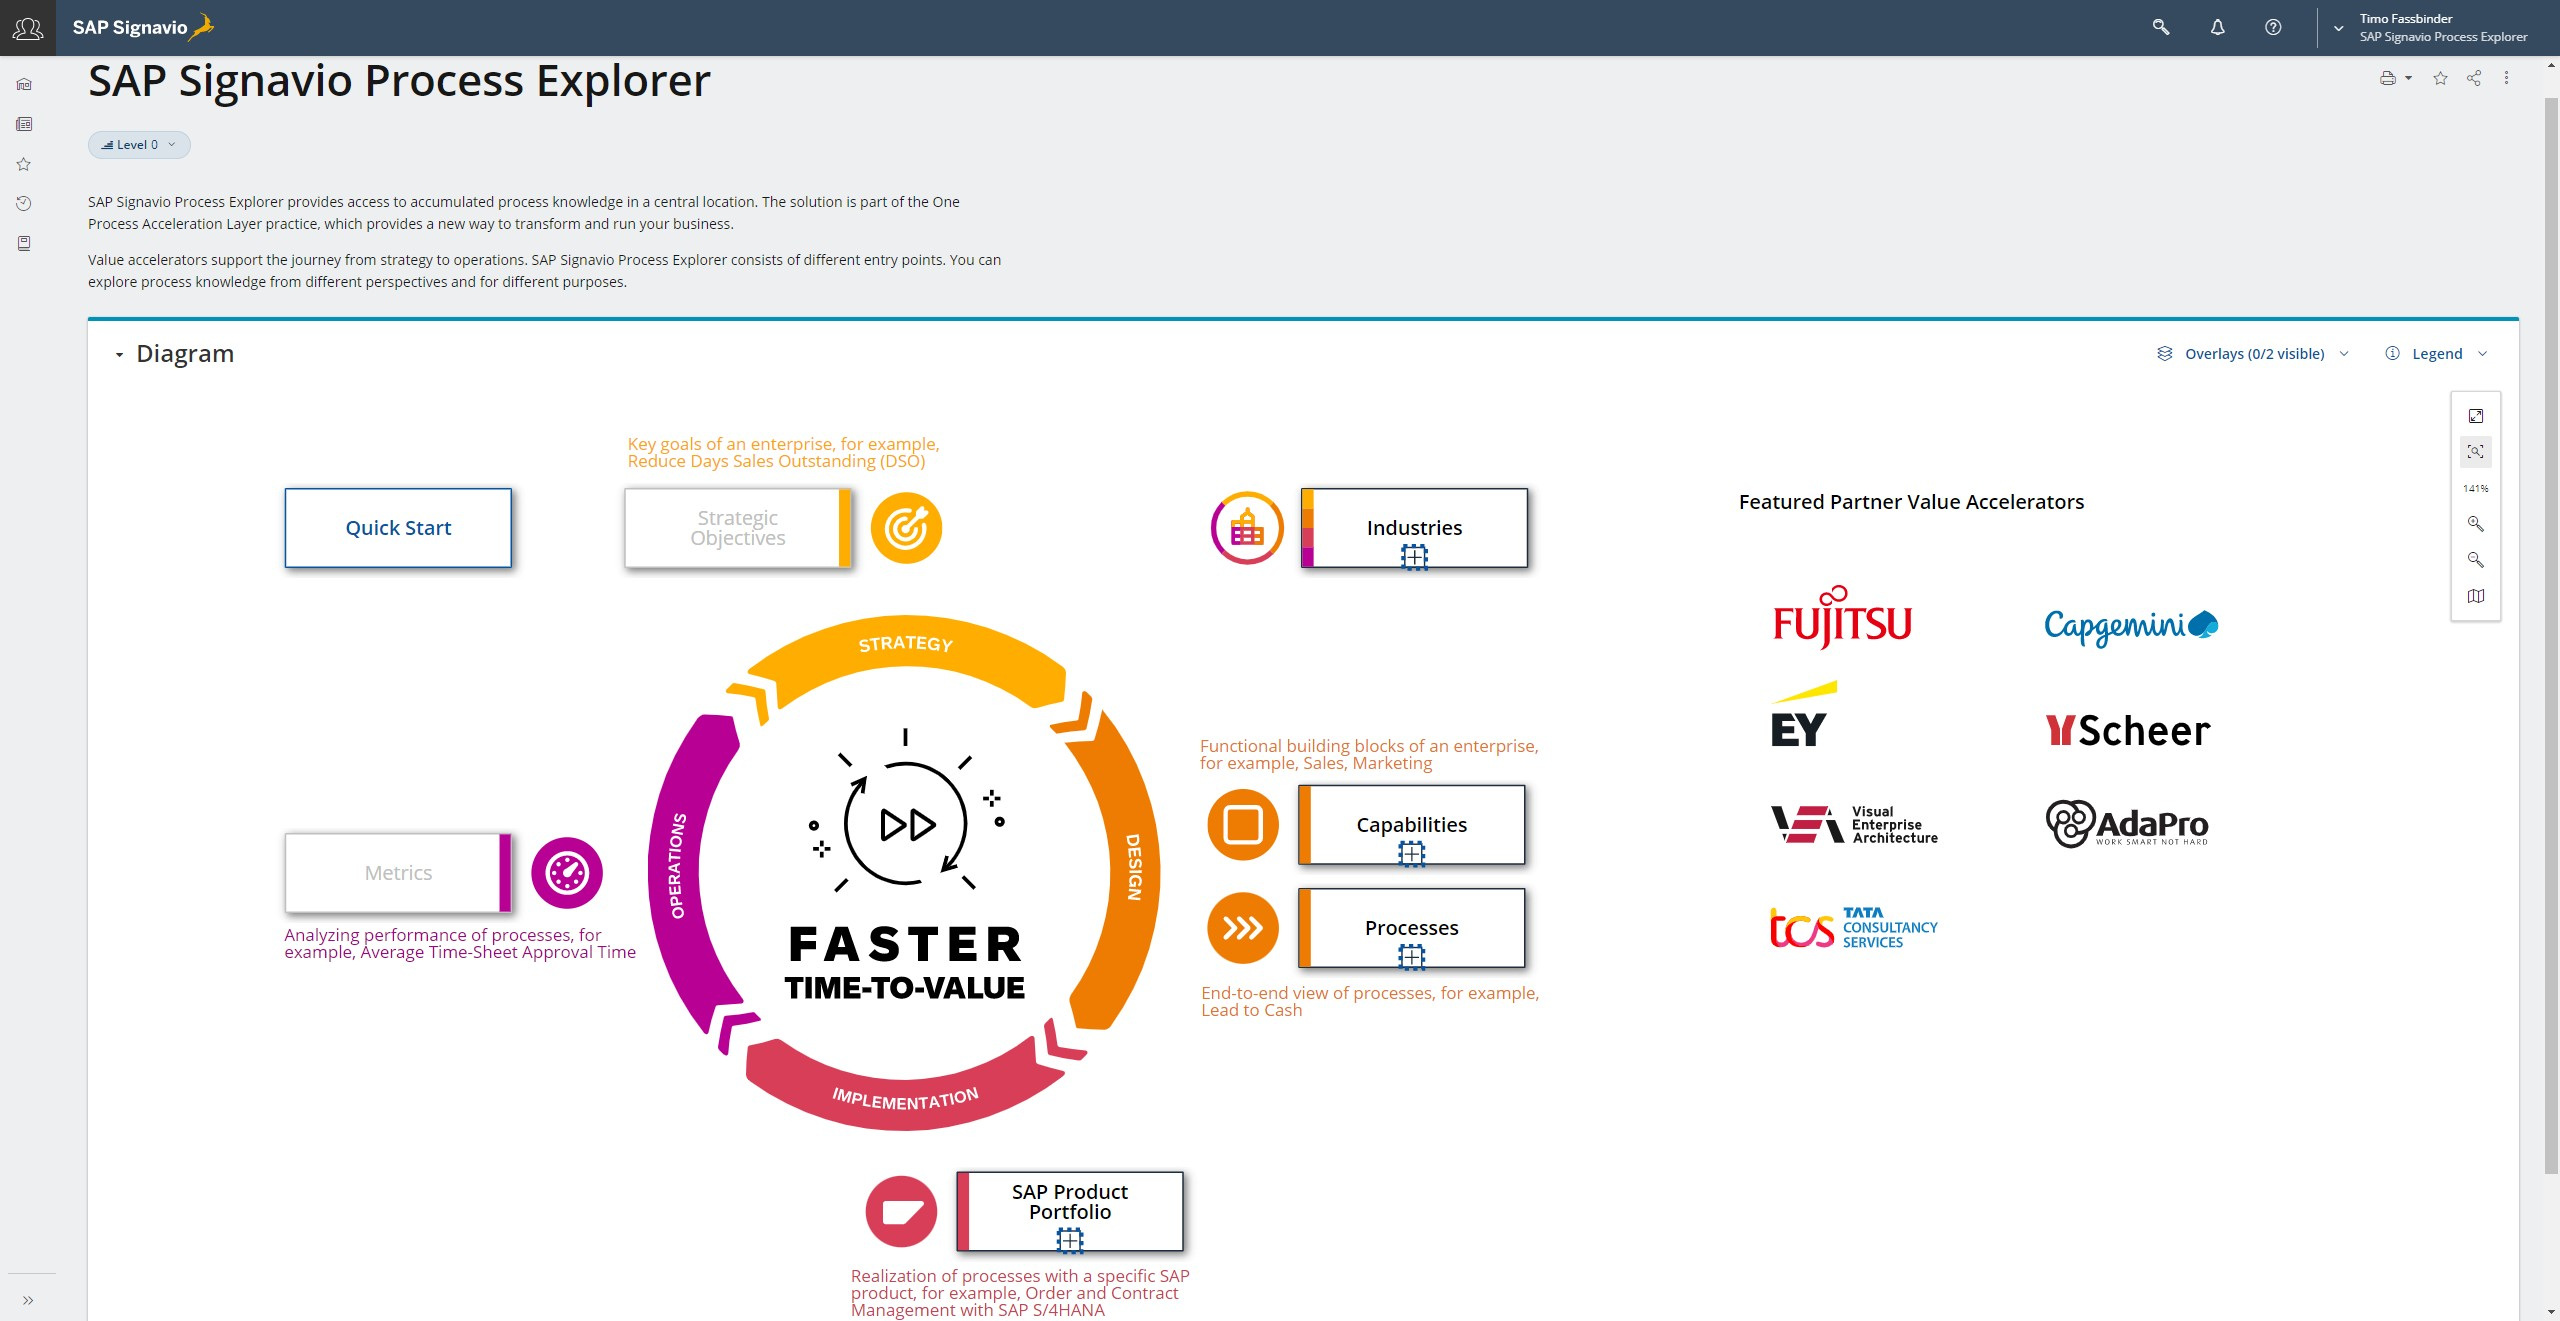 SAP Signavio
Timo Fassbinder
SAP Signavio Process Explorer
SAP Signavio Process Explorer
Level 0
SAP Signavio Process Explorer provides access to accumulated process knowledge in a central location. The solution is part of the One
Process Acceleration Layer practice, which provides a new way to transform and run your business.
Value accelerators support the journey from strategy to operations. SAP Signavio Process Explorer consists of different entry points. You can
explore process knowledge from different perspectives and for different purposes.
Diagram
Overlays (0/2 visible)
Legend
141%
Key goals of an enterprise, for example,
Reduce Days Sales Outstanding (DSO)
Quick Start
Strategic
Objectives
Industries
Featured Partner Value Accelerators
STRATEGY
DESIGN
IMPLEMENTATION
OPERATIONS
FASTER
TIME-TO-VALUE
Functional building blocks of an enterprise,
for example, Sales, Marketing
Capabilities
Processes
End-to-end view of processes, for example,
Lead to Cash
Metrics
Analyzing performance of processes, for
example, Average Time-Sheet Approval Time
SAP Product
Portfolio
Realization of processes with a specific SAP
product, for example, Order and Contract
Management with SAP S/4HANA
FUJITSU
Capgemini
EY
Scheer
VEA
Visual
Enterprise
Architecture
AdaPro
WORK SMART NOT HARD
tcs
TATA
CONSULTANCY
SERVICES